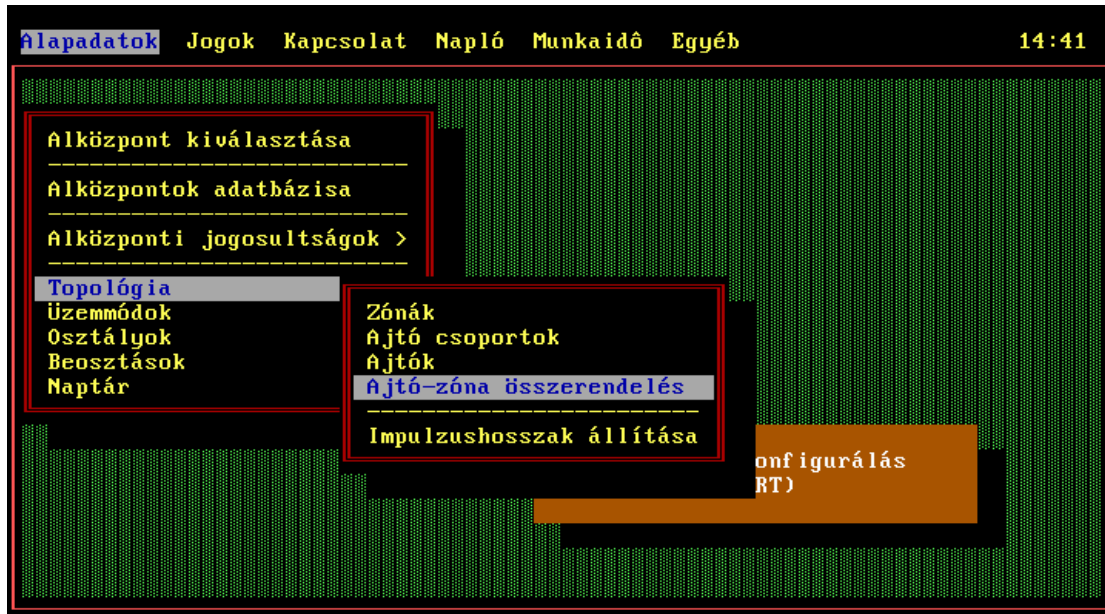 Alapadatok Jogok Kapcsolat Napló Munkaidô Egyéb 14:41
Alközpont kiválasztása
Alközpontok adatbázisa
Alközponti jogosultságok >
Topológia
Üzemmódok
Osztályok
Beosztások
Naptár
Zónák
Ajtó csoportok
Ajtók
Ajtó-zóna összerendelés
Impulzushosszak állítása
onfigurálás
RT)